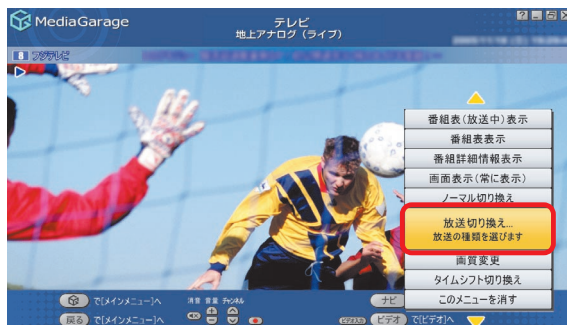 MediaGarage
テレビ
地上アナログ（ライブ）
8 フジテレビ
番組表(放送中)表示
番組表表示
番組詳細情報表示
画面表示(常に表示)
ノーマル切り換え
放送切り換え...
放送の種類を選びます
画質変更
タイムシフト切り換え
このメニューを消す
で[メインメニュー]へ 消音 音量 チャンネル ナビ
戻る で[メインメニュー]へ ビデオ で[ビデオ]へ